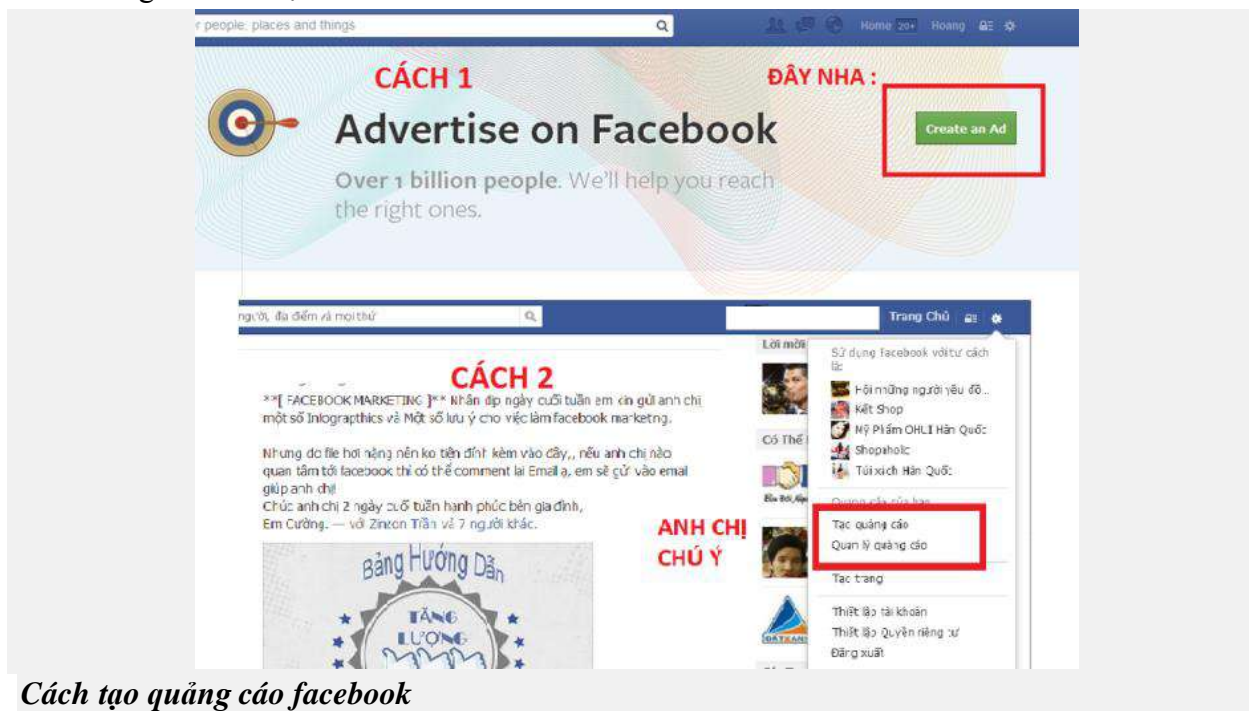 r people, places and things
Home 20+ Hoang
CÁCH 1
ĐÂY NHA :
Advertise on Facebook
Create an Ad
Over 1 billion people. We'll help you reach
the right ones.
người, địa điểm và mọi thứ
Trang Chủ
CÁCH 2
**[ FACEBOOK MARKETING ]** Nhân dịp ngày cuối tuần em xin gửi anh chị
một số Infograpthics và Một số lưu ý cho việc làm facebook marketng.
Nhưng do file hơi nặng nên ko tiện đính kèm vào đây,, nếu anh chị nào
quan tâm tới facebook thì có thể comment lại Email ạ, em sẽ gửi vào email
giúp anh chị!
Chúc anh chị 2 ngày cuối tuần hạnh phúc bên gia đình,
Em Cường. — với Zincon Trần và 7 người khác.
Bảng Hướng Dẫn
TĂNG
LƯỢNG
ANH CHỊ
CHÚ Ý
Lời mời
Có Thể
Sử dụng facebook với tư cách
là:
Hội những người yêu đồ...
Kết Shop
Mỹ Phẩm OHUI Hàn Quốc
Shopaholic
Túi xách Hàn Quốc
Quảng cáo của bạn
Tạo quảng cáo
Quản lý quảng cáo
Tạo trang
Thiết lập tài khoản
Thiết lập Quyền riêng tư
Đăng xuất
Cách tạo quảng cáo facebook